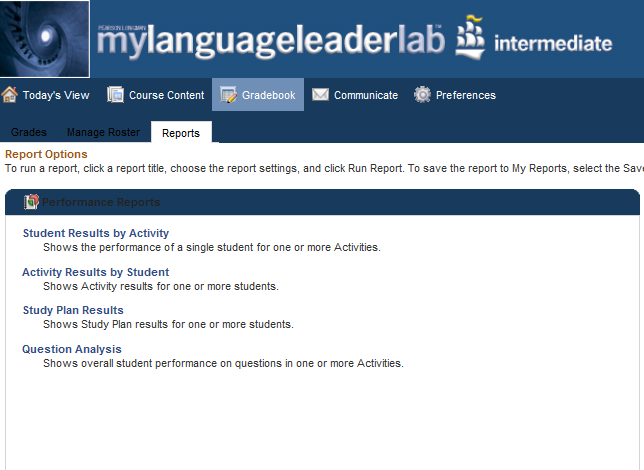 PEARSON LONGMAN
mylanguageleaderlab™ intermediate
Today's View Course Content Gradebook Communicate Preferences
Grades Manage Roster Reports
Report Options
To run a report, click a report title, choose the report settings, and click Run Report. To save the report to My Reports, select the Save
Performance Reports
Student Results by Activity
Shows the performance of a single student for one or more Activities.
Activity Results by Student
Shows Activity results for one or more students.
Study Plan Results
Shows Study Plan results for one or more students.
Question Analysis
Shows overall student performance on questions in one or more Activities.